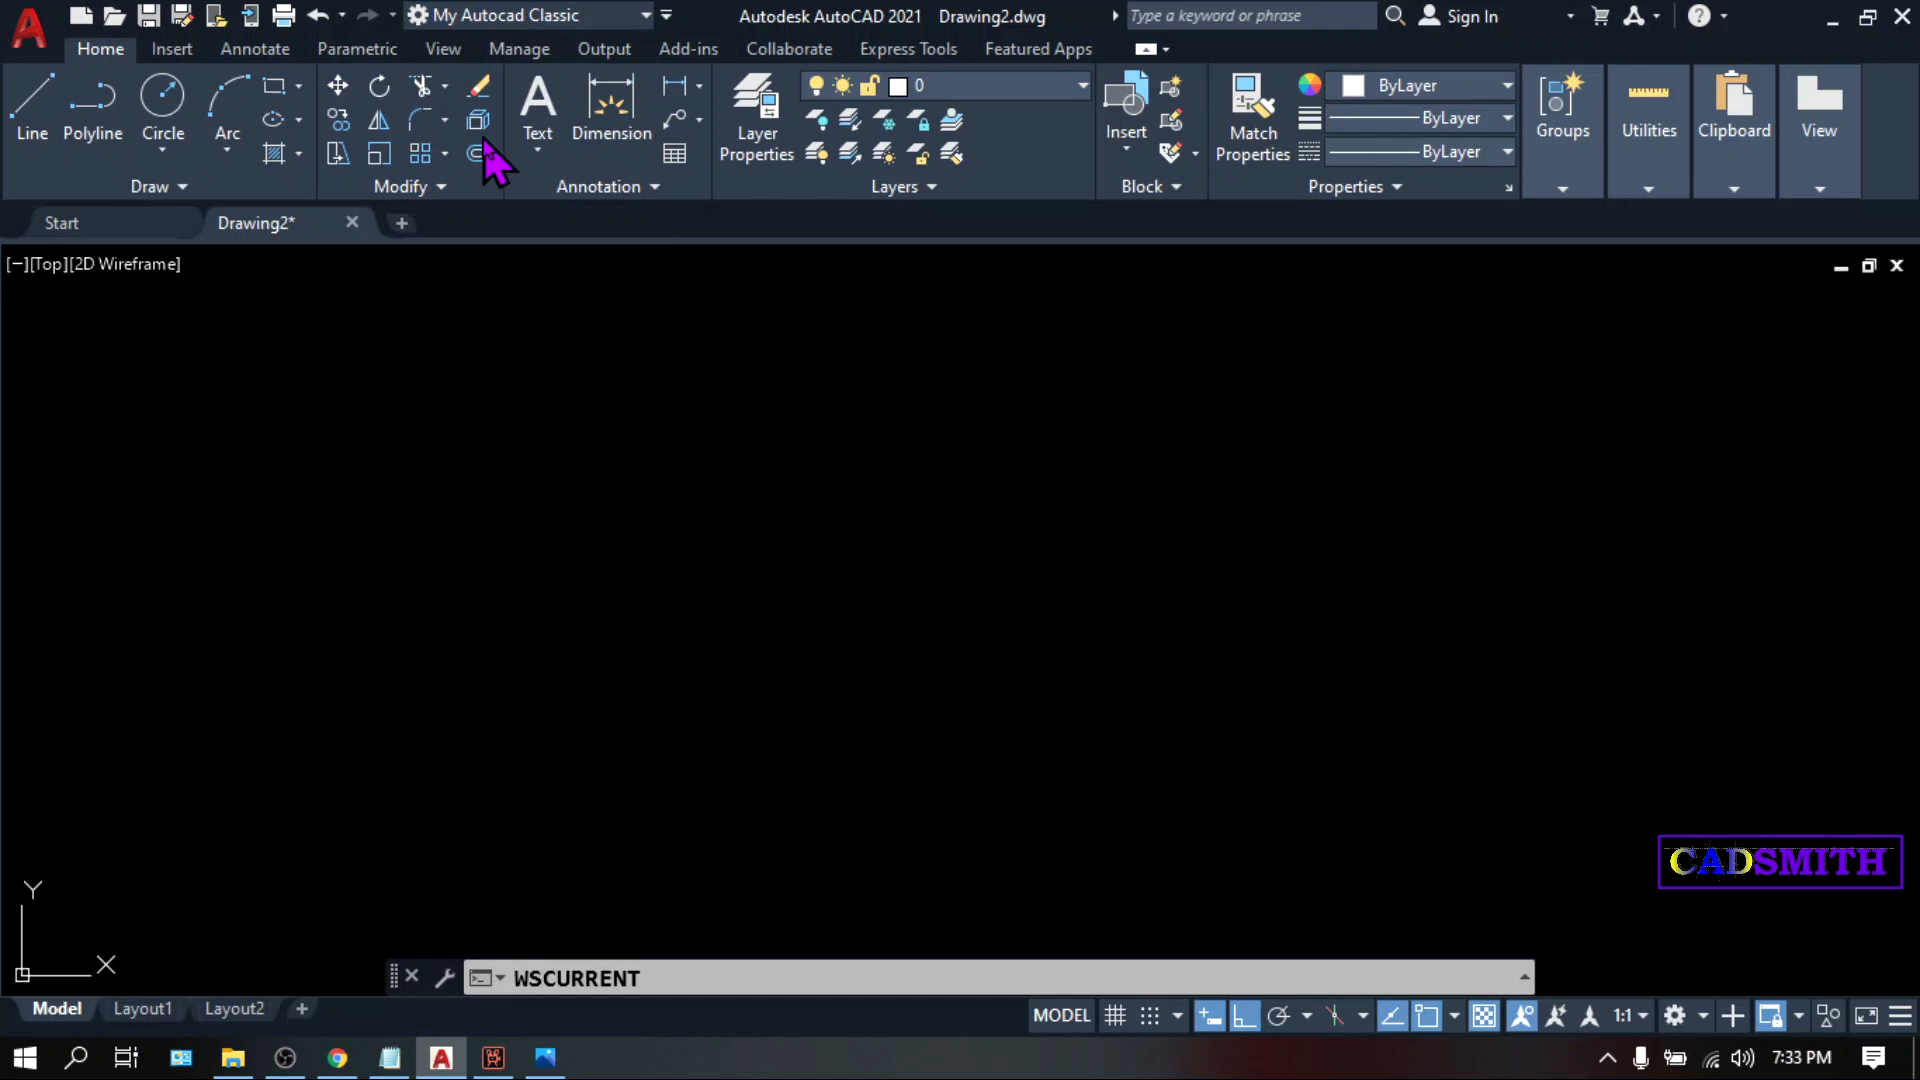 My Autocad Classic
Autodesk AutoCAD 2021 Drawing2.dwg
Type a keyword or phrase
Sign In
Home Insert Annotate Parametric View Manage Output Add-ins Collaborate Express Tools Featured Apps
Line Polyline Circle Arc
Text Dimension
Layer Properties
0
Insert
Match Properties
ByLayer
ByLayer
ByLayer
Groups Utilities Clipboard View
Draw Modify Annotation Layers Block Properties
Start Drawing2*
[−][Top][2D Wireframe]
CADSMITH
Y
X
WSCURRENT
Model Layout1 Layout2
MODEL 1:1
7:33 PM